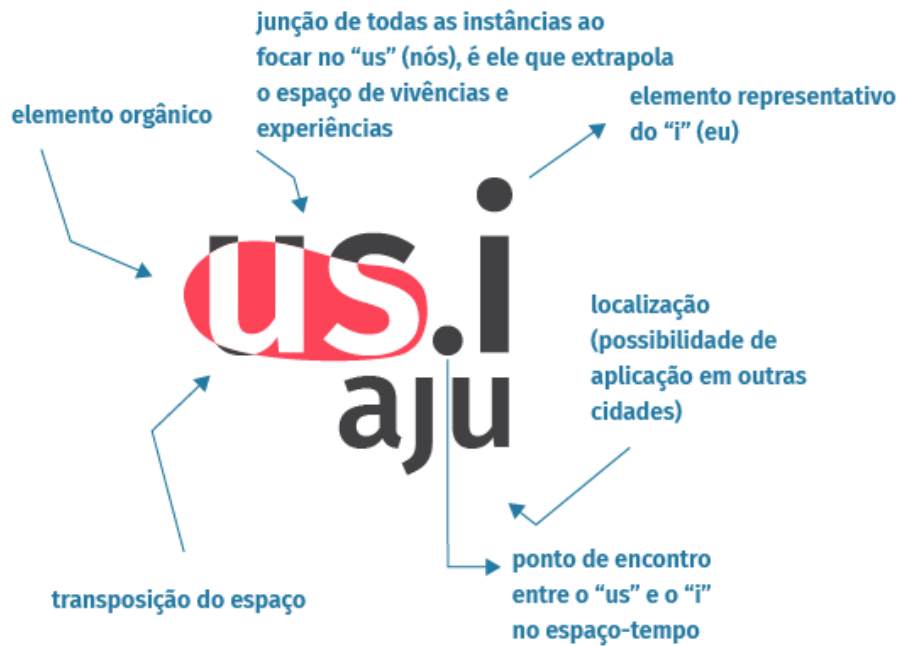 junção de todas as instâncias ao
focar no “us” (nós), é ele que extrapola
o espaço de vivências e
experiências
elemento orgânico
elemento representativo
do “i” (eu)
us.i
aju
localização
(possibilidade de
aplicação em outras
cidades)
transposição do espaço
ponto de encontro
entre o “us” e o “i”
no espaço-tempo